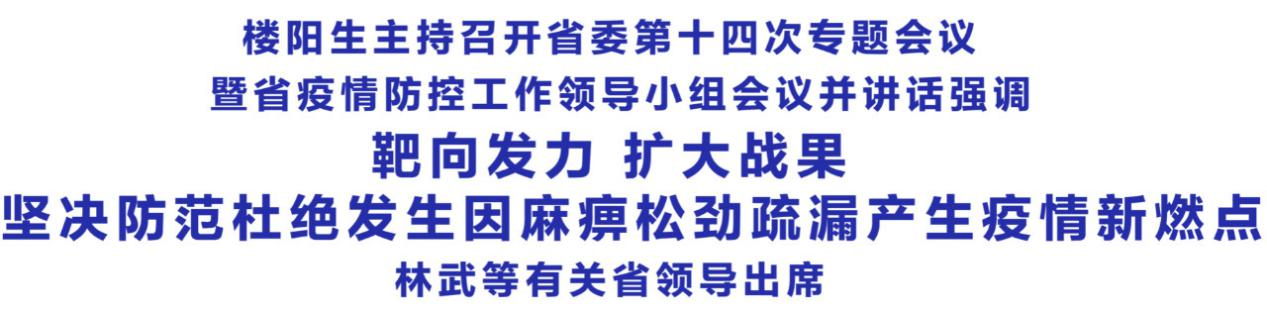 楼阳生主持召开省委第十四次专题会议
暨省疫情防控工作领导小组会议并讲话强调
靶向发力 扩大战果
坚决防范杜绝发生因麻痹松劲疏漏产生疫情新燃点
林武等有关省领导出席